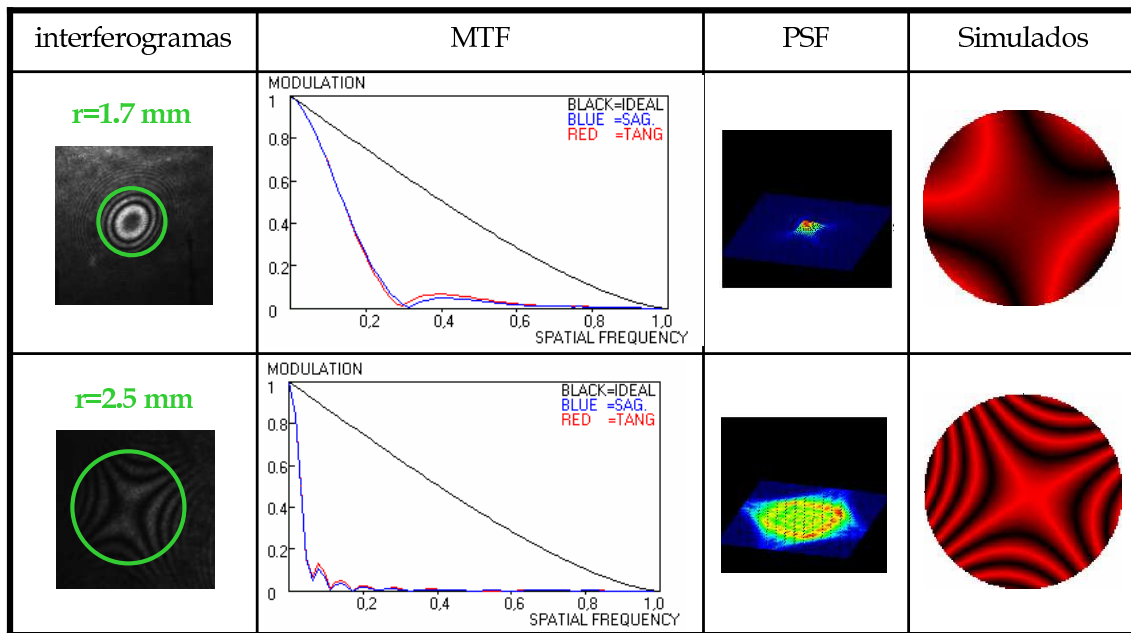 interferogramas MTF PSF Simulados
r=1.7 mm
MODULATION
BLACK=IDEAL
BLUE =SAG.
RED =TANG
1
0.8
0.6
0.4
0.2
0,2 0,4 0,6 0,8 1,0
SPATIAL FREQUENCY
r=2.5 mm
MODULATION
BLACK=IDEAL
BLUE =SAG.
RED =TANG
1
0.8
0.6
0.4
0.2
0
0,2 0,4 0,6 0,8 1,0
SPATIAL FREQUENCY